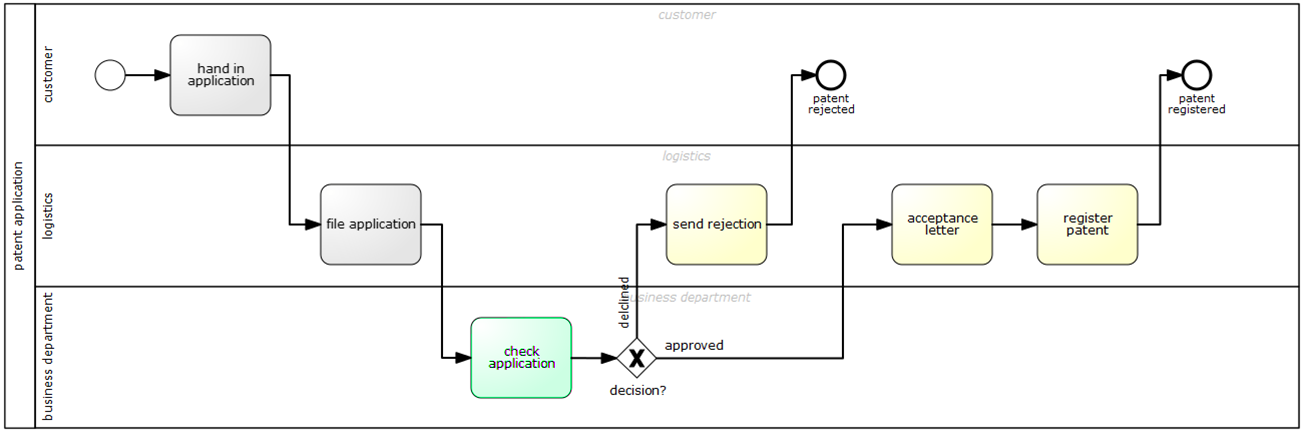 patent application
customer
customer
hand in
application
patent
rejected
patent
registered
logistics
logistics
file application
send rejection
acceptance
letter
register
patent
business department
business department
delclined
check
application
approved
decision?